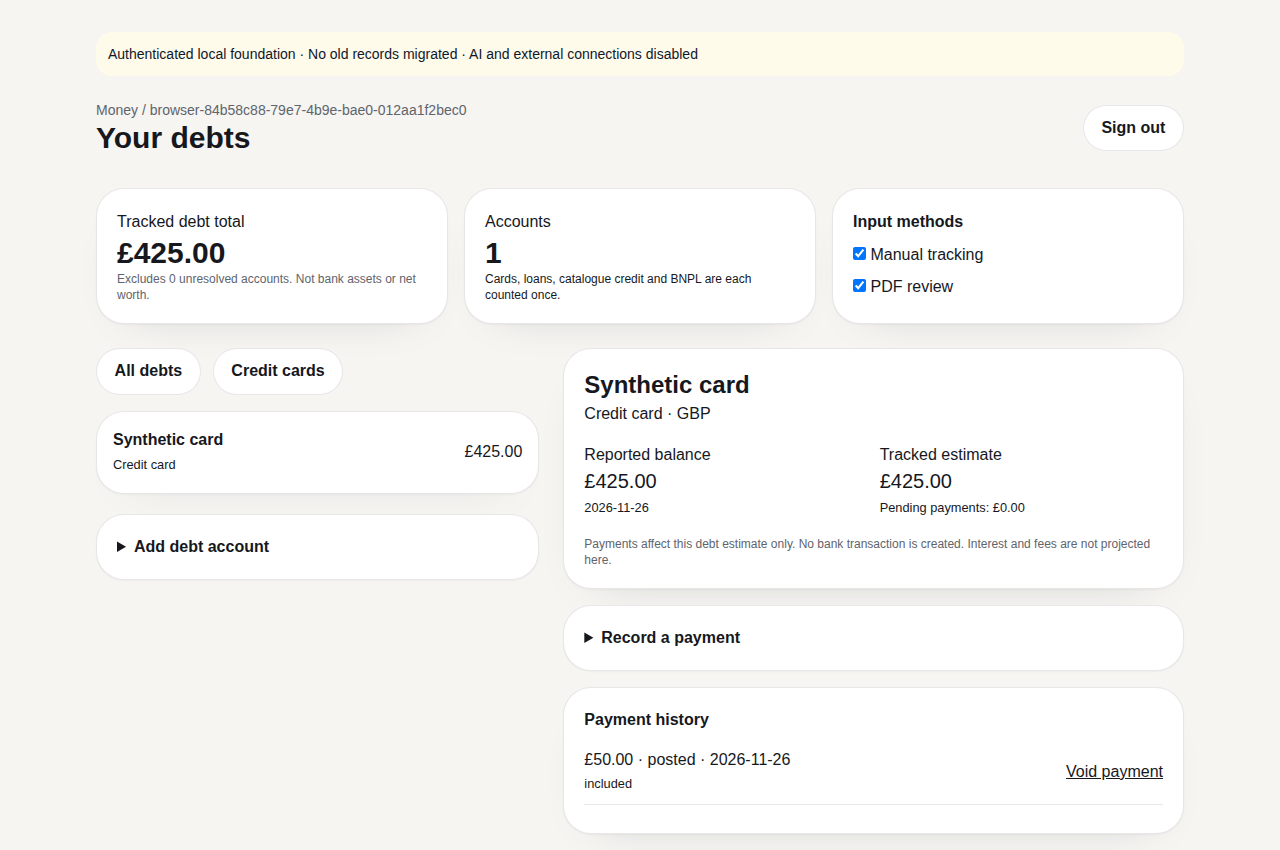 Authenticated local foundation · No old records migrated · AI and external connections disabled
Money / browser-84b58c88-79e7-4b9e-bae0-012aa1f2bec0
Your debts
Sign out
Tracked debt total
£425.00
Excludes 0 unresolved accounts. Not bank assets or net
worth.
Accounts
1
Cards, loans, catalogue credit and BNPL are each
counted once.
Input methods
Manual tracking
PDF review
All debts
Credit cards
Synthetic card
Credit card
£425.00
Add debt account
Synthetic card
Credit card · GBP
Reported balance
£425.00
2026-11-26
Tracked estimate
£425.00
Pending payments: £0.00
Payments affect this debt estimate only. No bank transaction is created. Interest and fees are not projected
here.
Record a payment
Payment history
£50.00 · posted · 2026-11-26
included
Void payment